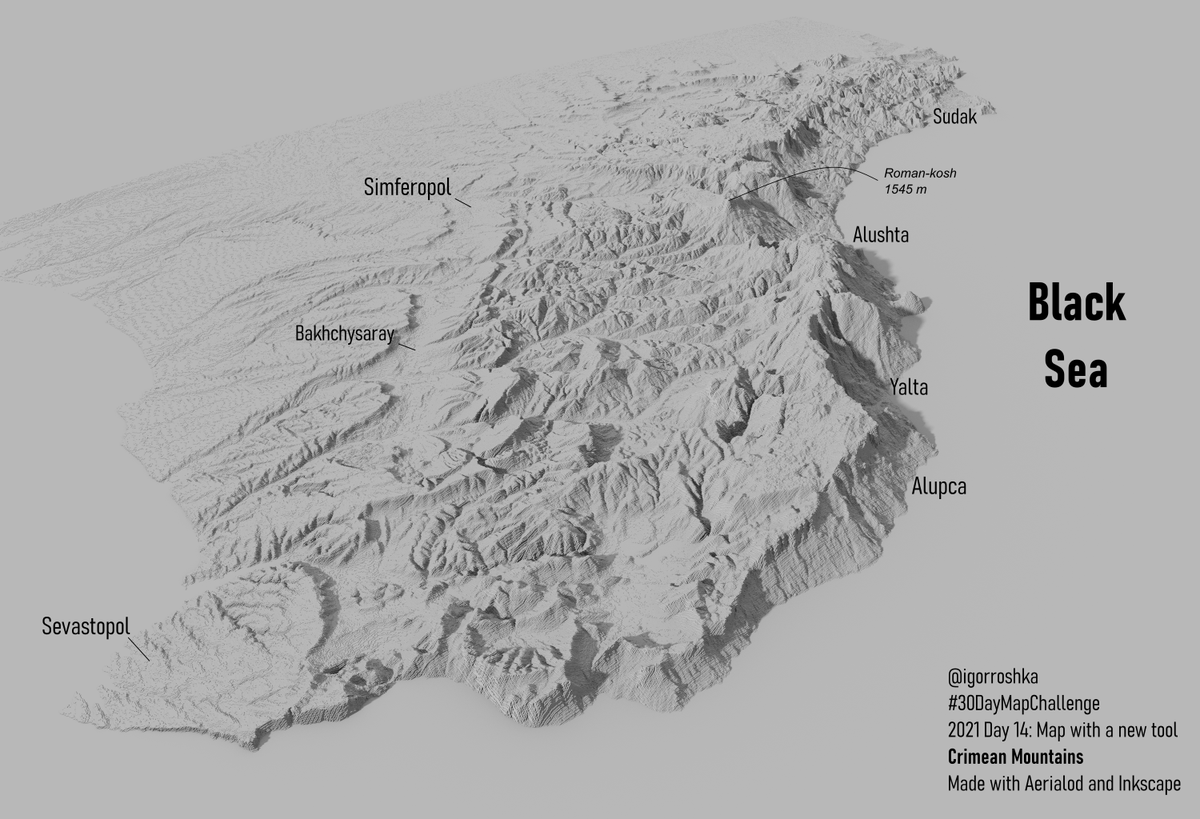 Sudak
Simferopol
Roman-kosh
1545 m
Alushta
Black
Sea
Bakhchysaray
Yalta
Alupca
Sevastopol
@igorroshka
#30DayMapChallenge
2021 Day 14: Map with a new tool
Crimean Mountains
Made with Aerialod and Inkscape